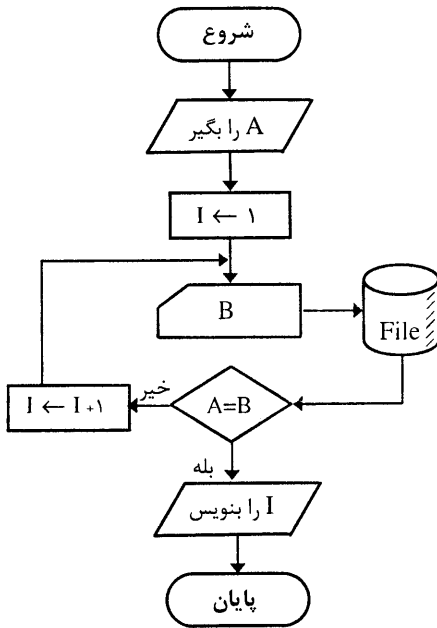 شروع
A را بگیر
I ← ۱
B
File
A=B
خیر
I ← I +۱
بله
I را بنویس
پایان